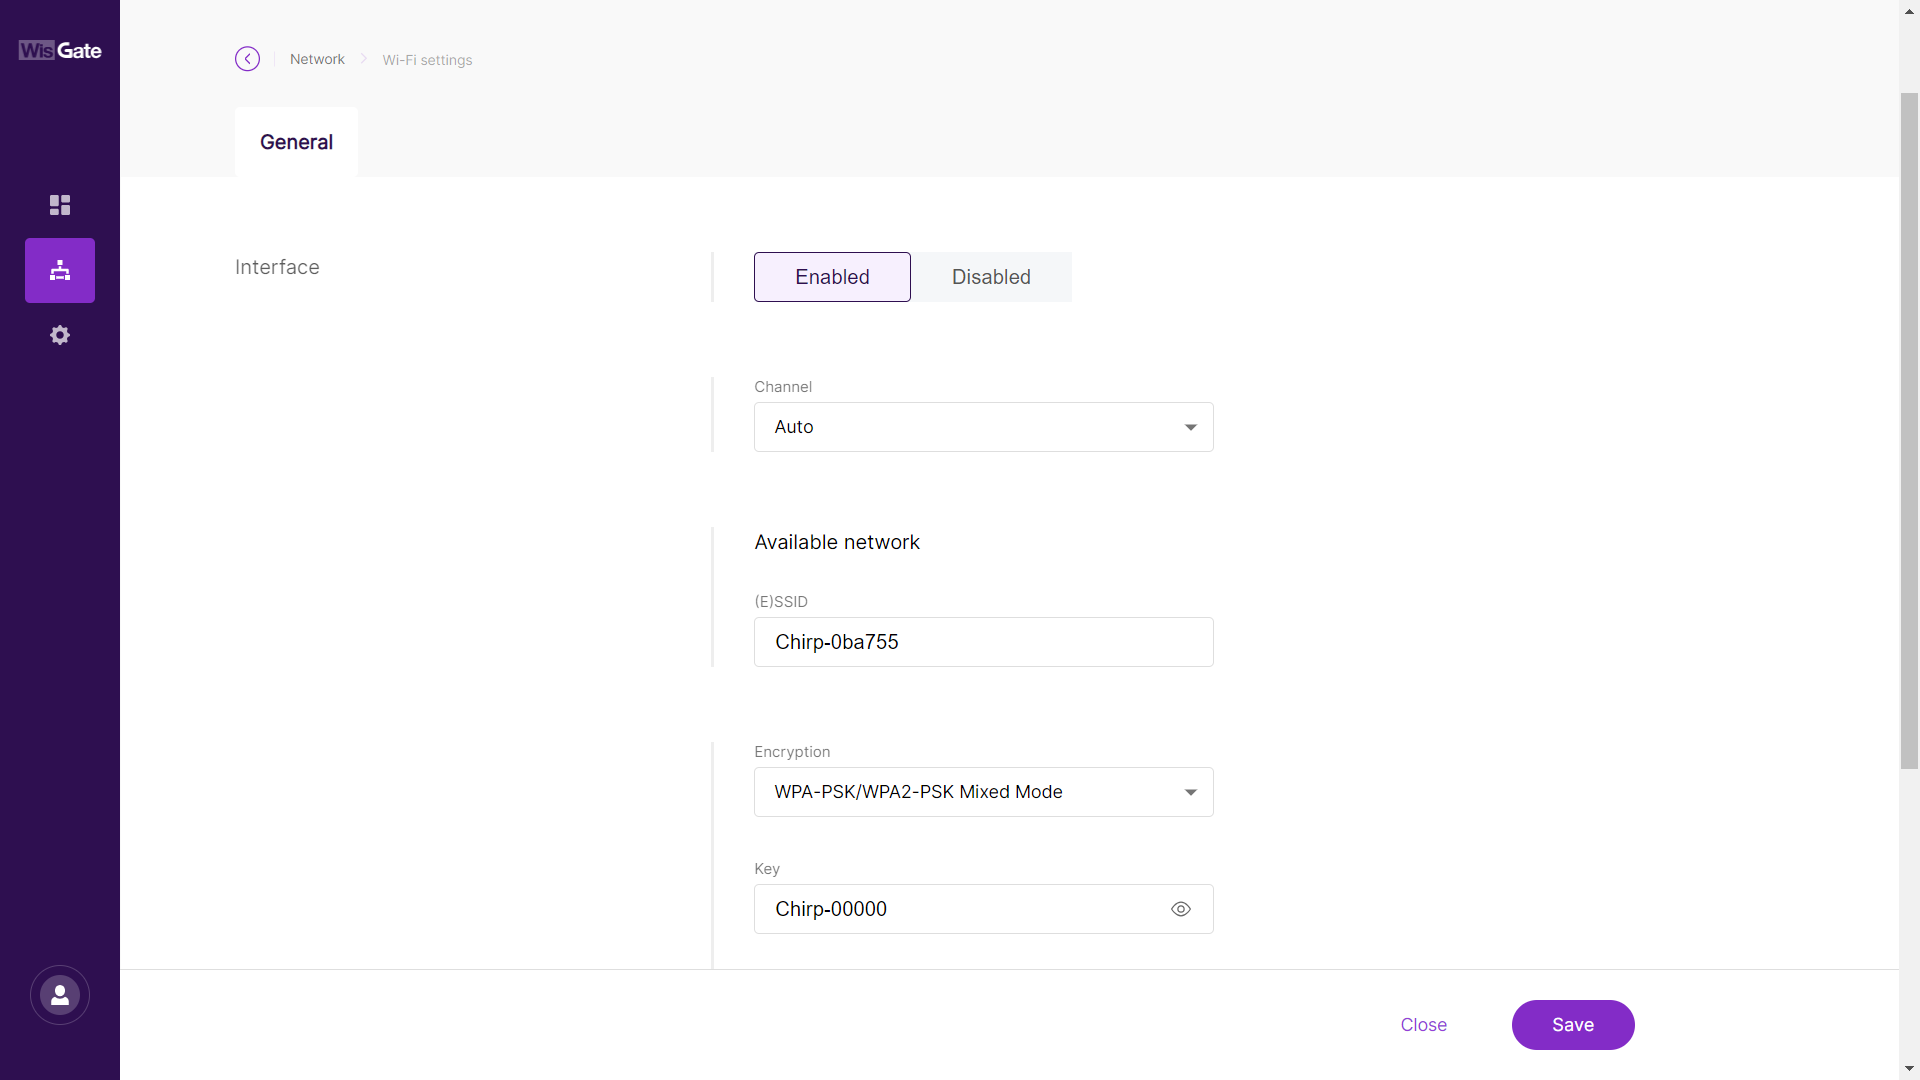 WisGate
Network
Wi-Fi settings
General
Interface
Enabled
Disabled
Channel
Auto
Available network
(E)SSID
Chirp-0ba755
Encryption
WPA-PSK/WPA2-PSK Mixed Mode
Key
Chirp-00000
Close
Save